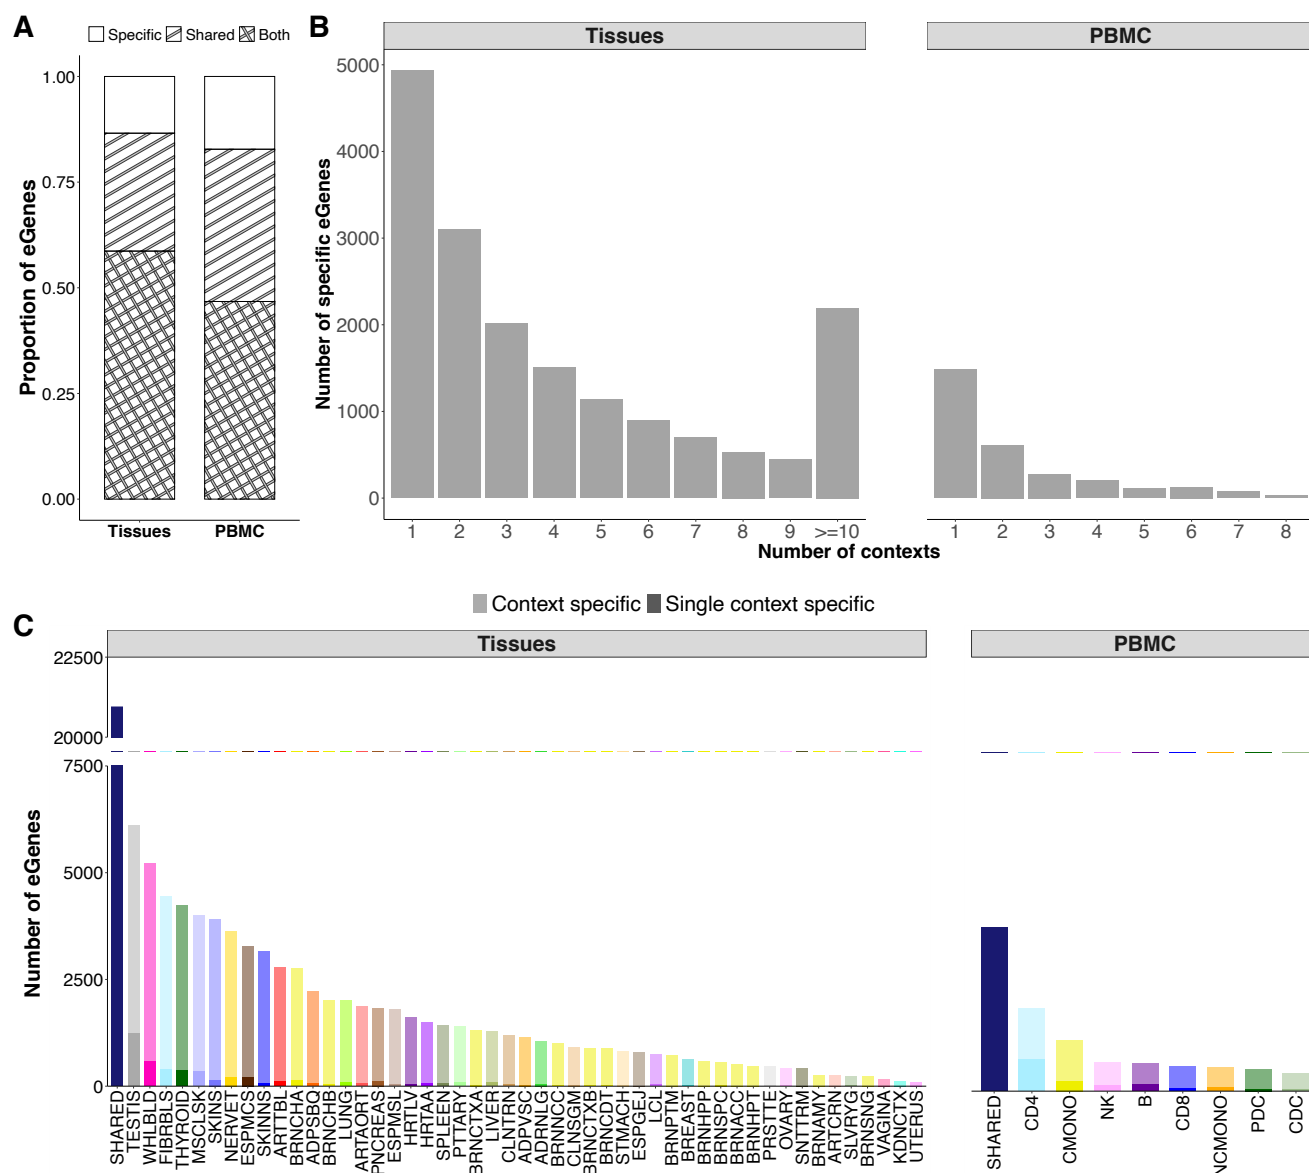 A
Specific Shared Both
Proportion of eGenes
1.00
0.75
0.50
0.25
0.00
Tissues PBMC
B
Tissues PBMC
Number of specific eGenes
5000
4000
3000
2000
1000
0
1 2 3 4 5 6 7 8 9 >=10 1 2 3 4 5 6 7 8
Number of contexts
Context specific Single context specific
C
Tissues PBMC
Number of eGenes
22500
20000
7500
5000
2500
0
SHARED
TESTIS
WHLBLD
FIBRBLS
THYROID
MSCLSK
SKINS
NERVET
ESPMCS
SKINNS
ARTTBL
BRNCHA
ADPSBQ
BRNCHB
LUNG
ARTAORT
PNCREAS
ESPMSL
HRTLV
HRTAA
SPLEEN
PTTARY
BRNCTXA
LIVER
CLNTRN
ADPVSC
ADRNLG
BRNNCC
CLNSGM
BRNCTXB
BRNCDT
STMACH
ESPGEJ
LCL
BRNPTM
BREAST
BRNHPP
BRNSPC
BRNACC
BRNHPT
PRSTTE
OVARY
SNTTRM
BRNAMY
ARTCRN
SLVRYG
BRNSNG
VAGINA
KDNCTX
UTERUS
SHARED
CD4
CMONO
NK
B
CD8
NCMONO
PDC
CDC